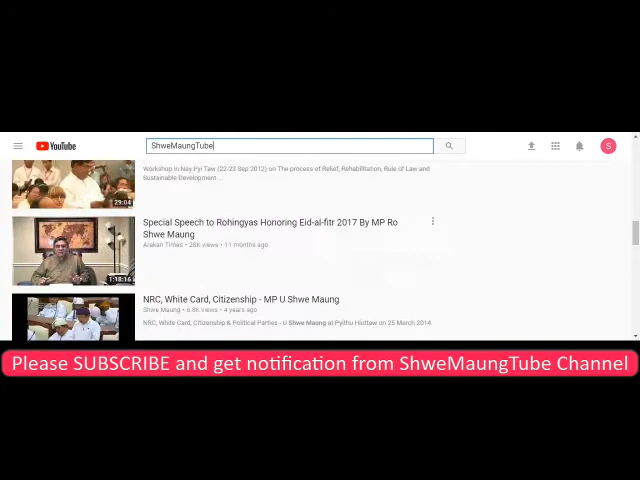 YouTube
ShweMaungTube
S
Workshop in Nay Pyi Taw (22-23 Sep 2012) on The process of Relief, Rehabilitation, Rule of Law and
Sustainable Development ...
29:04
Special Speech to Rohingyas Honoring Eid-al-fitr 2017 By MP Ro
Shwe Maung
Arakan Times • 28K views • 11 months ago
1:18:16
NRC, White Card, Citizenship - MP U Shwe Maung
Shwe Maung • 6.8K views • 4 years ago
NRC, White Card, Citizenship & Political Parties - U Shwe Maung at Pyithu Hluttaw on 25 March 2014.
Please SUBSCRIBE and get notification from ShweMaungTube Channel